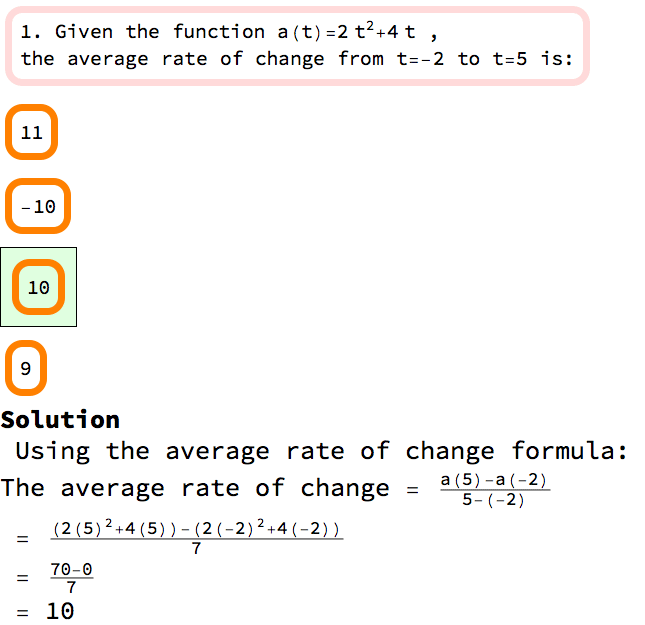 1. Given the function a(t)=2 t²+4 t ,
the average rate of change from t=-2 to t=5 is:
11
-10
10
9
Solution
Using the average rate of change formula:
The average rate of change = \frac{a(5)-a(-2)}{5-(-2)}
= \frac{(2(5)²+4(5))-(2(-2)²+4(-2))}{7}
= \frac{70-0}{7}
= 10